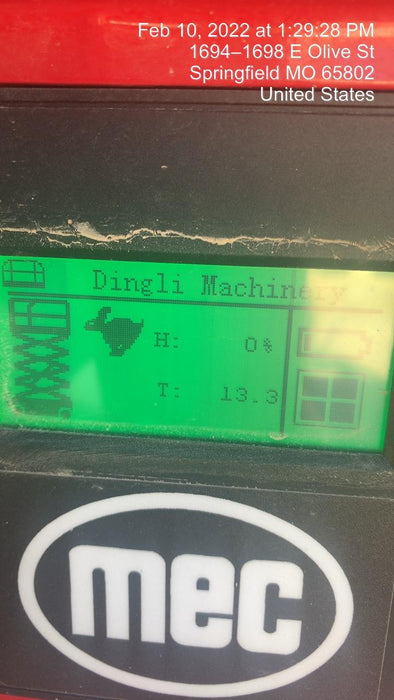 Feb 10, 2022 at 1:29:28 PM
1694–1698 E Olive St
Springfield MO 65802
United States
Dingli Machinery
H: 0%
T: 13.3
mec